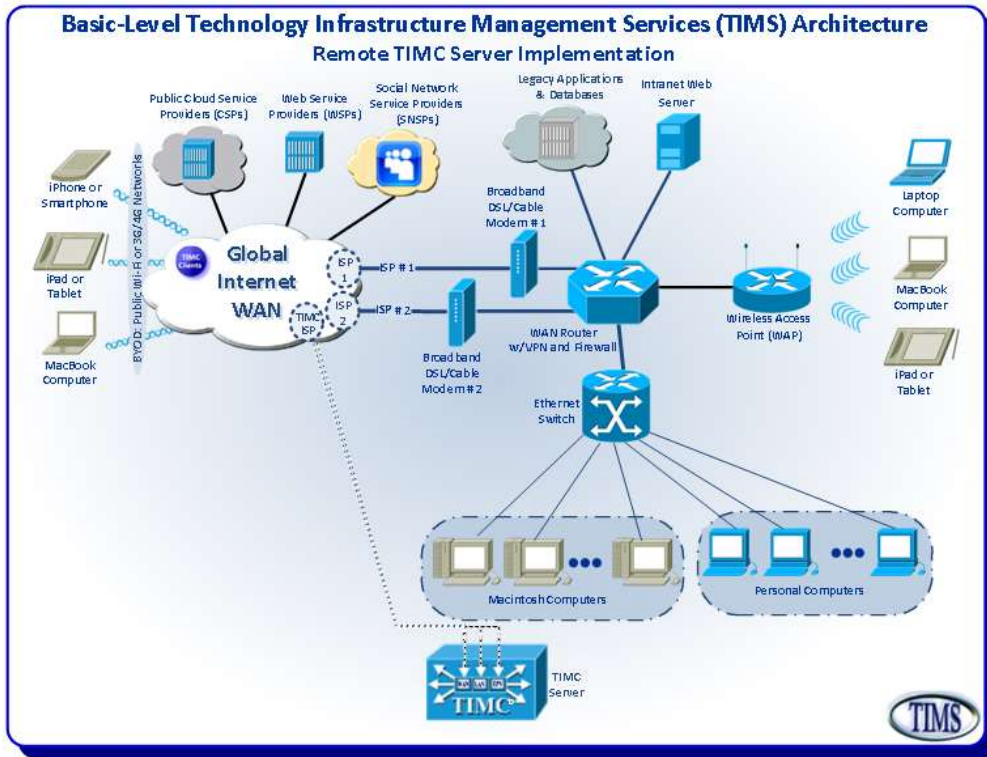 Basic-Level Technology Infrastructure Management Services (TIMS) Architecture
Remote TIMC Server Implementation
Public Cloud Service
Providers (CSPs)
Web Service
Providers (WSPs)
Social Network
Service Providers
(SNSPs)
Legacy Applications
& Databases
Intranet Web
Server
iPhone or
Smartphone
iPad or
Tablet
MacBook
Computer
BYOD: Public Wi-Fi or 3G/4G Networks
TIMC
Clients
Global
Internet
WAN
ISP
1
ISP
2
TIMC
ISP
ISP # 1
ISP # 2
Broadband
DSL/Cable
Modem # 1
Broadband
DSL/Cable
Modem # 2
WAN Router
w/VPN and Firewall
Wireless Access
Point (WAP)
Laptop
Computer
MacBook
Computer
iPad or
Tablet
Ethernet
Switch
Macintosh Computers
Personal Computers
WAN
LAN
VPN
TIMC
TIMC
Server
TIMS